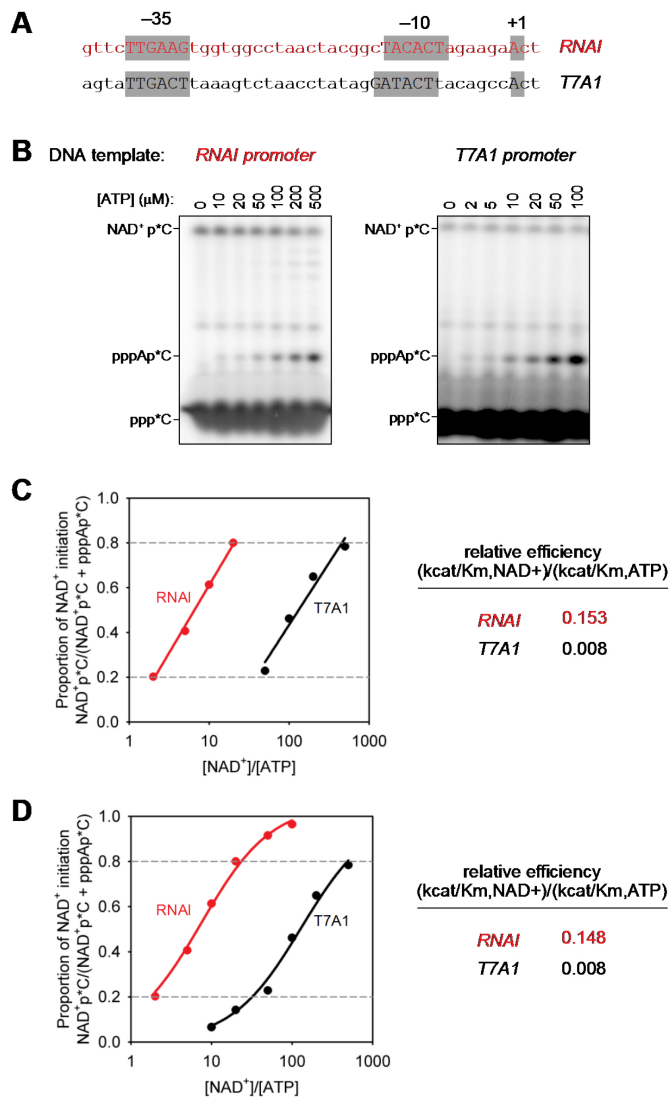 A
–35 –10 +1
gttcTTGAAGtggtggcctaactacggcTACACTagaagaAct RNAI
agtaTTGACTtaaagtctaacctataggATACTtacagccAct T7A1
B
DNA template: RNAI promoter T7A1 promoter
[ATP] (μM): 0 10 20 50 100 200 500 0 2 5 10 20 50 100
NAD⁺ p*C NAD⁺ p*C
pppAp*C pppAp*C
ppp*C ppp*C
C
Proportion of NAD⁺ initiation
NAD⁺p*C/(NAD⁺p*C + pppAp*C)
1.0
0.8
0.6
0.4
0.2
0.0
RNAI
T7A1
1 10 100 1000
[NAD⁺]/[ATP]
relative efficiency
(kcat/Km,NAD+)/(kcat/Km,ATP)
RNAI 0.153
T7A1 0.008
D
Proportion of NAD⁺ initiation
NAD⁺p*C/(NAD⁺p*C + pppAp*C)
1.0
0.8
0.6
0.4
0.2
0.0
RNAI
T7A1
1 10 100 1000
[NAD⁺]/[ATP]
relative efficiency
(kcat/Km,NAD+)/(kcat/Km,ATP)
RNAI 0.148
T7A1 0.008